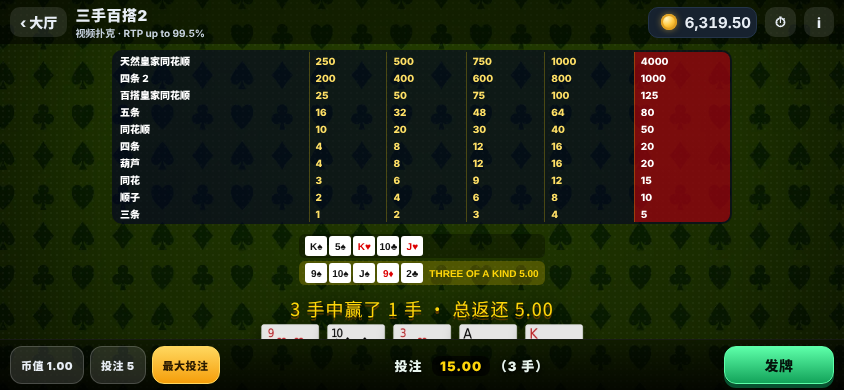 ‹ 大厅
三手百搭2
视频扑克 · RTP up to 99.5%
6,319.50
i
天然皇家同花顺 250 500 750 1000 4000
四条 2 200 400 600 800 1000
百搭皇家同花顺 25 50 75 100 125
五条 16 32 48 64 80
同花顺 10 20 30 40 50
四条 4 8 12 16 20
葫芦 4 8 12 16 20
同花 3 6 9 12 15
顺子 2 4 6 8 10
三条 1 2 3 4 5
K♠ 5♠ K♥ 10♣ J♥
9♠ 10♠ J♠ 9♦ 2♣ THREE OF A KIND 5.00
3 手中赢了 1 手 • 总返还 5.00
9 10 3 A K
币值 1.00
投注 5
最大投注
投注 15.00 (3 手)
发牌